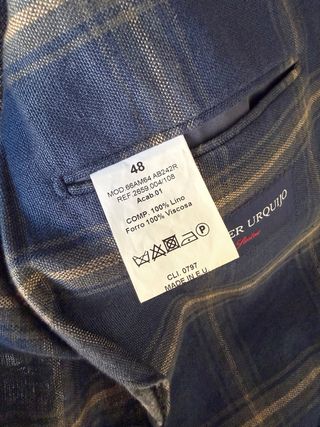 48
MOD.66AM64 AB242R
REF.2659.004/108
Acab.01
COMP. 100% Lino
Forro 100% Viscosa
P
CLI. 0797
MADE IN E.U.
ER URQUIJO